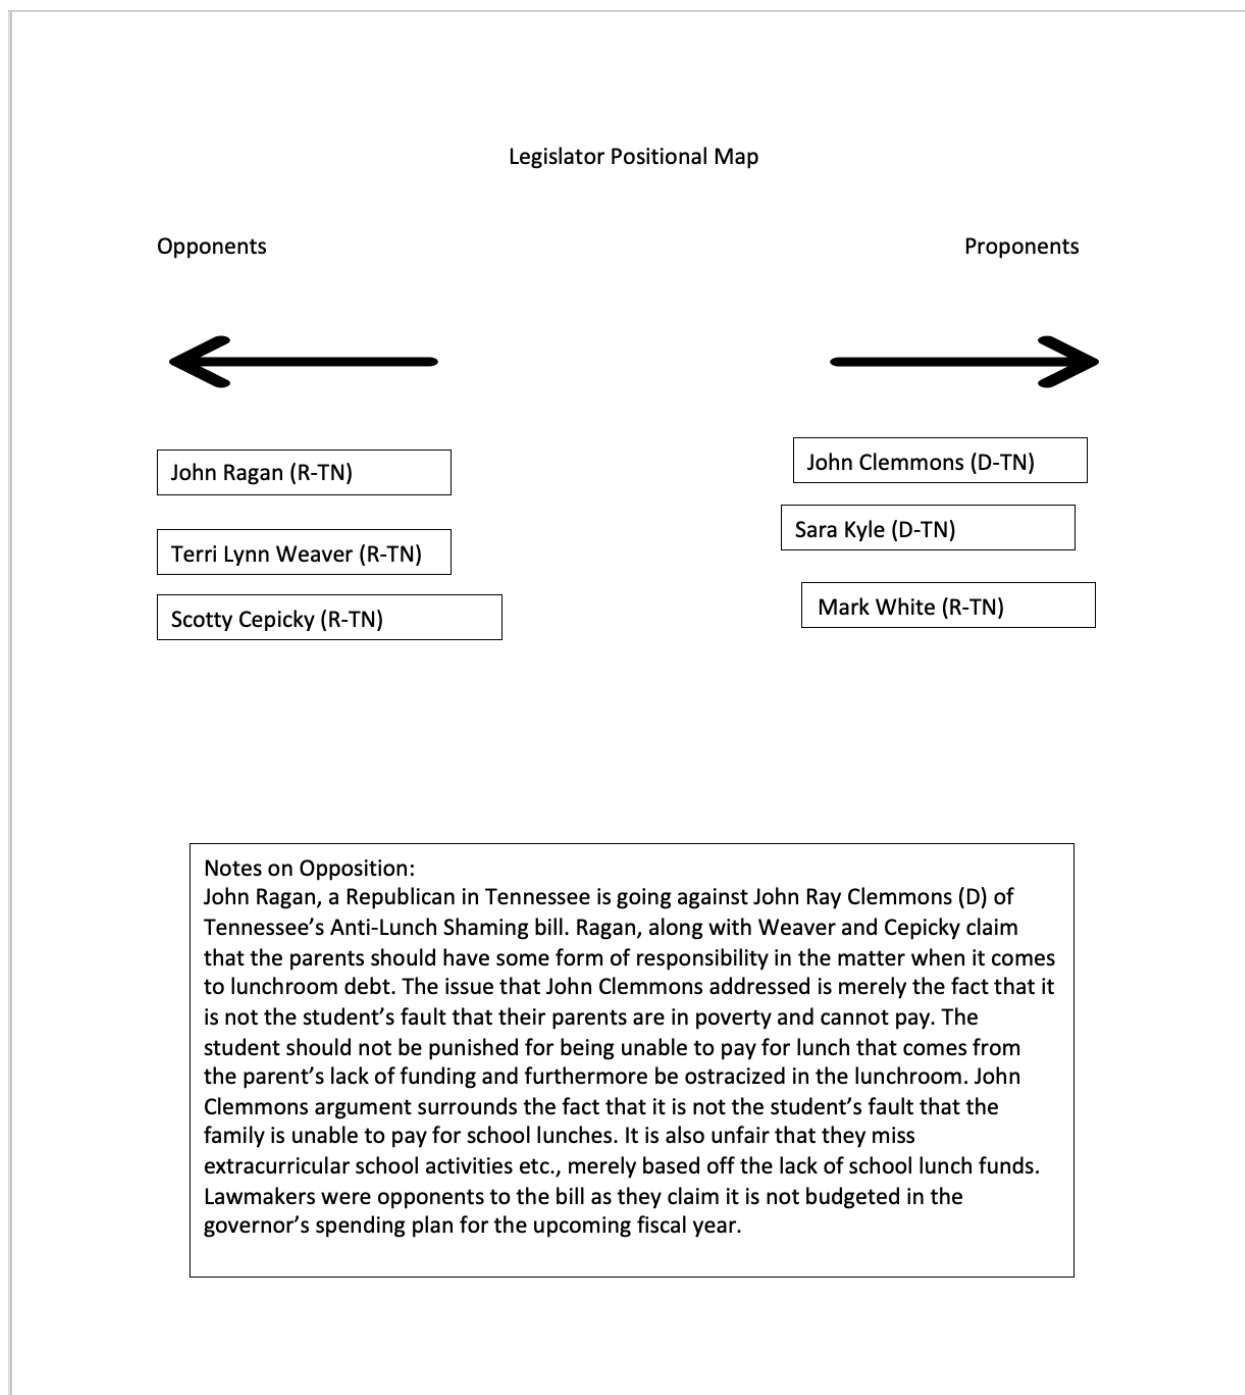 Legislator Positional Map
Opponents
Proponents
John Ragan (R-TN)
John Clemmons (D-TN)
Terri Lynn Weaver (R-TN)
Sara Kyle (D-TN)
Scotty Cepicky (R-TN)
Mark White (R-TN)
Notes on Opposition:
John Ragan, a Republican in Tennessee is going against John Ray Clemmons (D) of
Tennessee’s Anti-Lunch Shaming bill. Ragan, along with Weaver and Cepicky claim
that the parents should have some form of responsibility in the matter when it comes
to lunchroom debt. The issue that John Clemmons addressed is merely the fact that it
is not the student’s fault that their parents are in poverty and cannot pay. The
student should not be punished for being unable to pay for lunch that comes from
the parent’s lack of funding and furthermore be ostracized in the lunchroom. John
Clemmons argument surrounds the fact that it is not the student’s fault that the
family is unable to pay for school lunches. It is also unfair that they miss
extracurricular school activities etc., merely based off the lack of school lunch funds.
Lawmakers were opponents to the bill as they claim it is not budgeted in the
governor’s spending plan for the upcoming fiscal year.